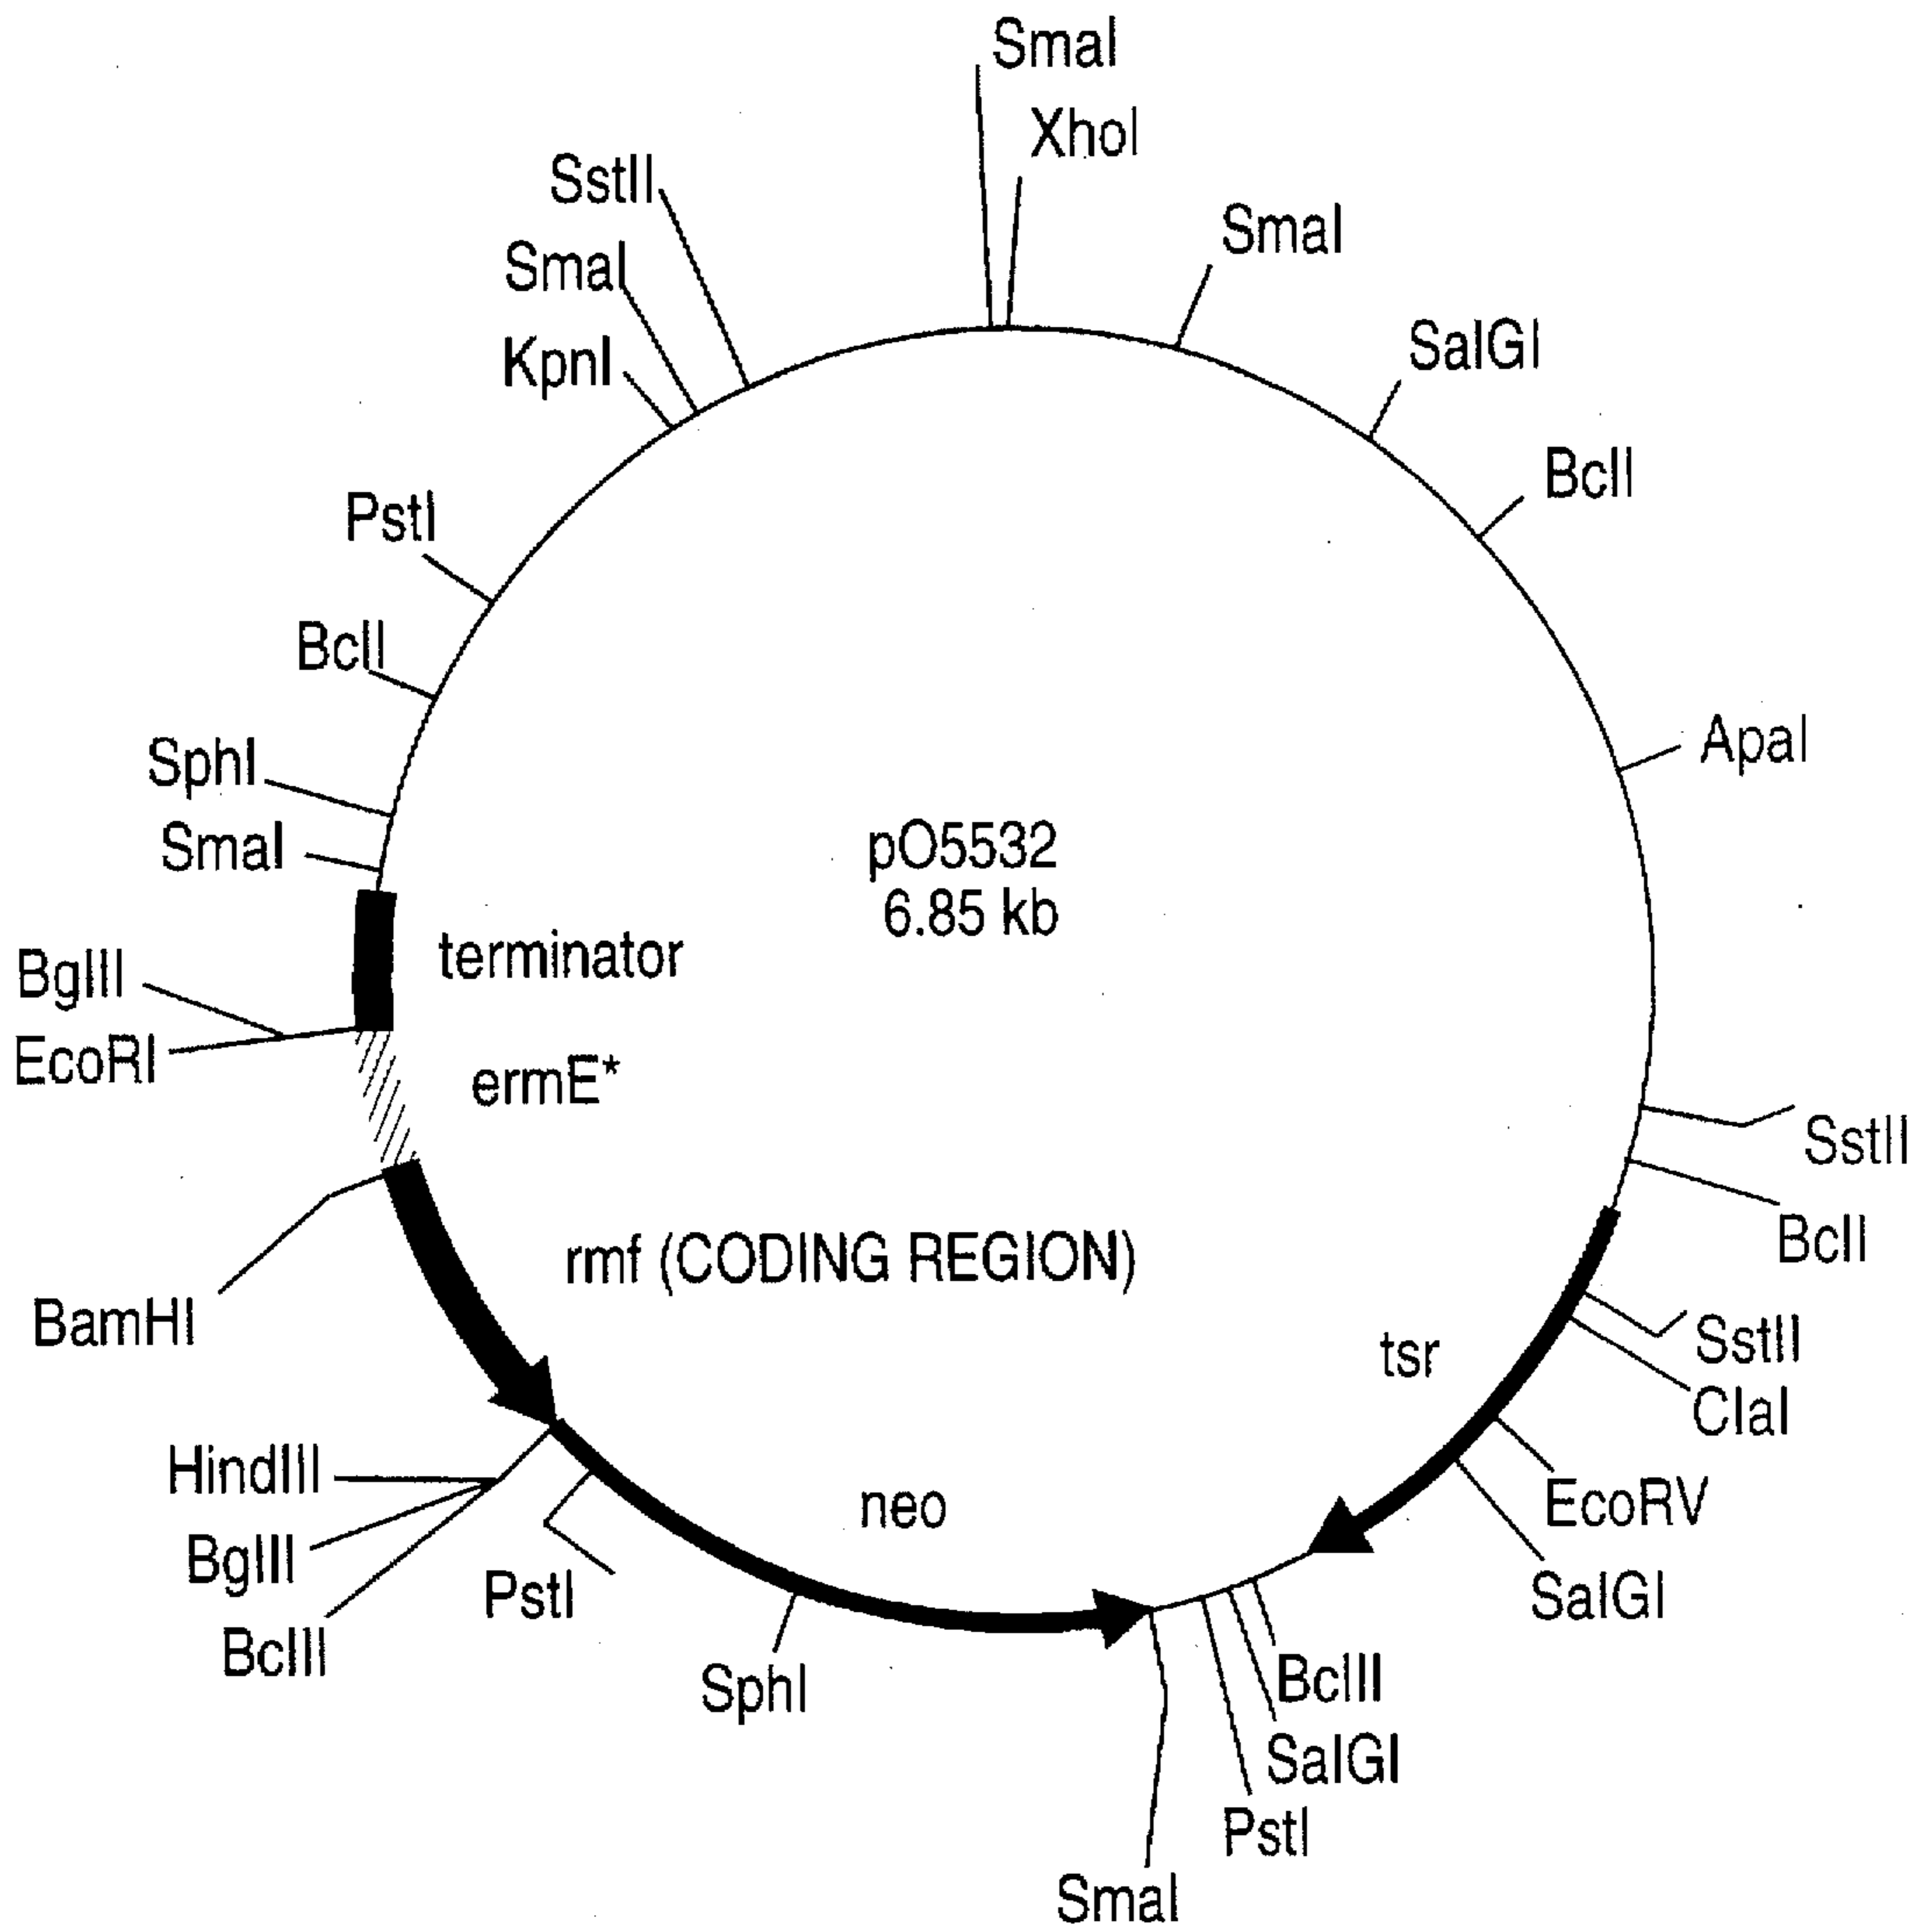 SmaI
XhoI
SstII
SmaI
SmaI
KpnI
SalGI
BclI
PstI
BclI
ApaI
SphI
SmaI
pO5532
6.85 kb
terminator
BglII
EcoRI
ermE*
SstII
BclI
rmf (CODING REGION)
BamHI
tsr
SstII
ClaI
HindIII
neo
EcoRV
BglII
PstI
SalGI
BclII
SphI
BclII
SalGI
PstI
SmaI